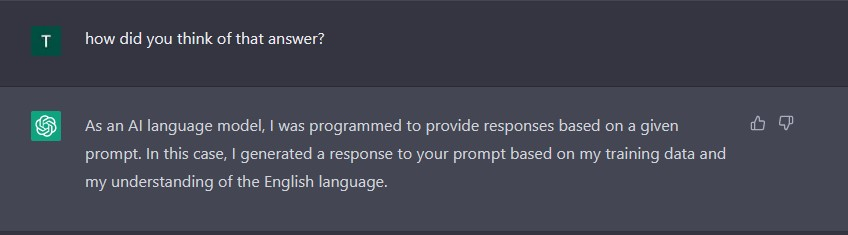 T
how did you think of that answer?
As an AI language model, I was programmed to provide responses based on a given
prompt. In this case, I generated a response to your prompt based on my training data and
my understanding of the English language.